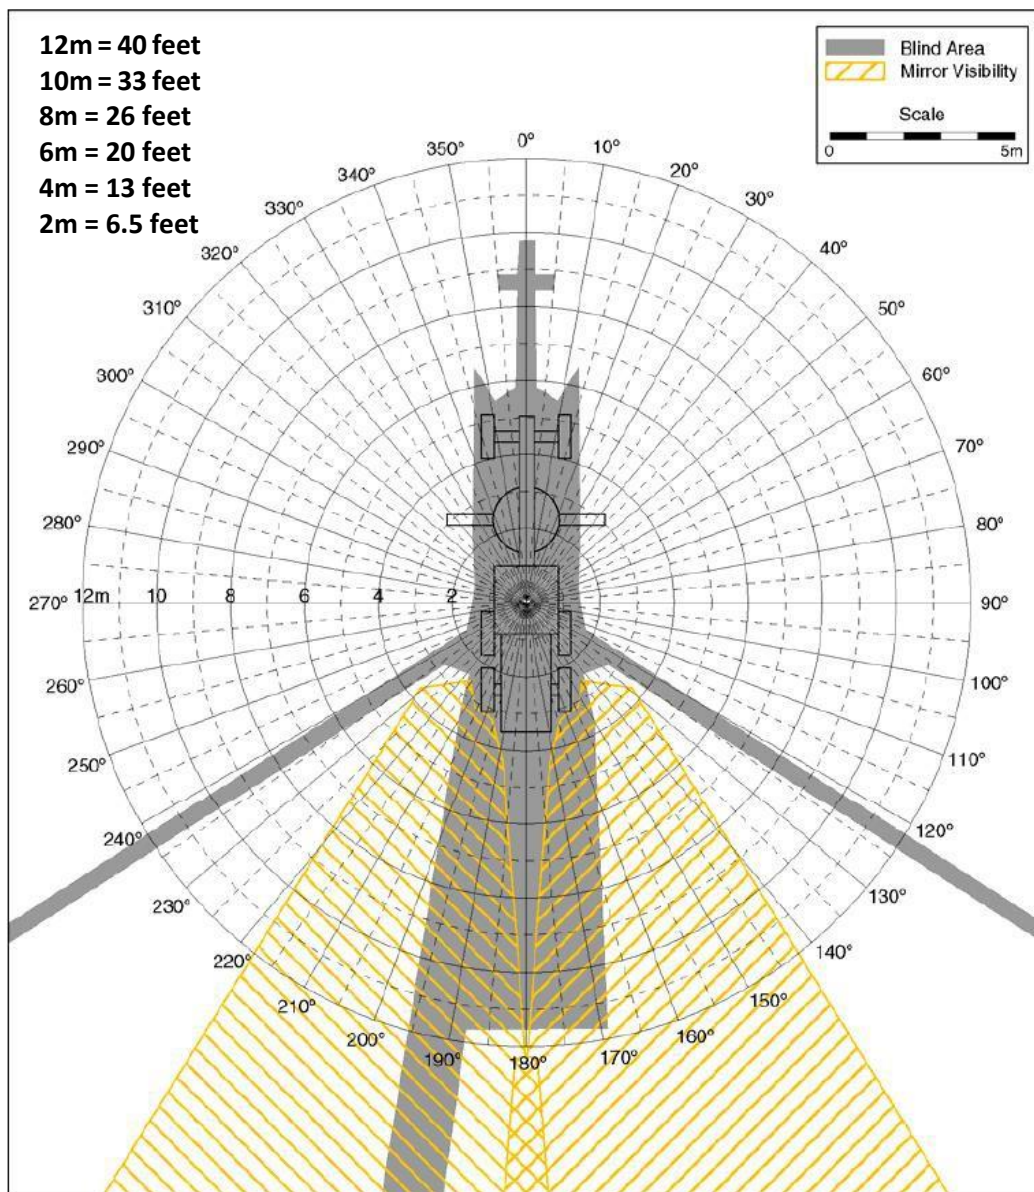 12m = 40 feet
10m = 33 feet
8m = 26 feet
6m = 20 feet
4m = 13 feet
2m = 6.5 feet
Blind Area
Mirror Visibility
Scale
0 5m
0°
350° 10°
340° 20°
330° 30°
320° 40°
310° 50°
300° 60°
290° 70°
280° 80°
270° 12m 10 8 6 4 2 90°
260° 100°
250° 110°
240° 120°
230° 130°
220° 140°
210° 150°
200° 160°
190° 180° 170°